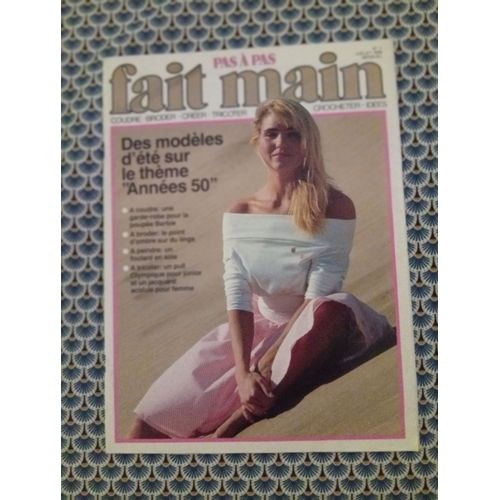 PAS À PAS
fait main
COUDRE - BRODER - CREER - TRICOTER
CROCHETER - IDEES
Des modèles
d'été sur
le thème
"Années 50"
A coudre: une
garde-robe pour la
poupée Barbie
A broder: le point
d'ombre sur du linge
A peindre: un
foulard en soie
A tricoter: un pull
Olympique pour junior
et un jacquard
acidulé pour femme